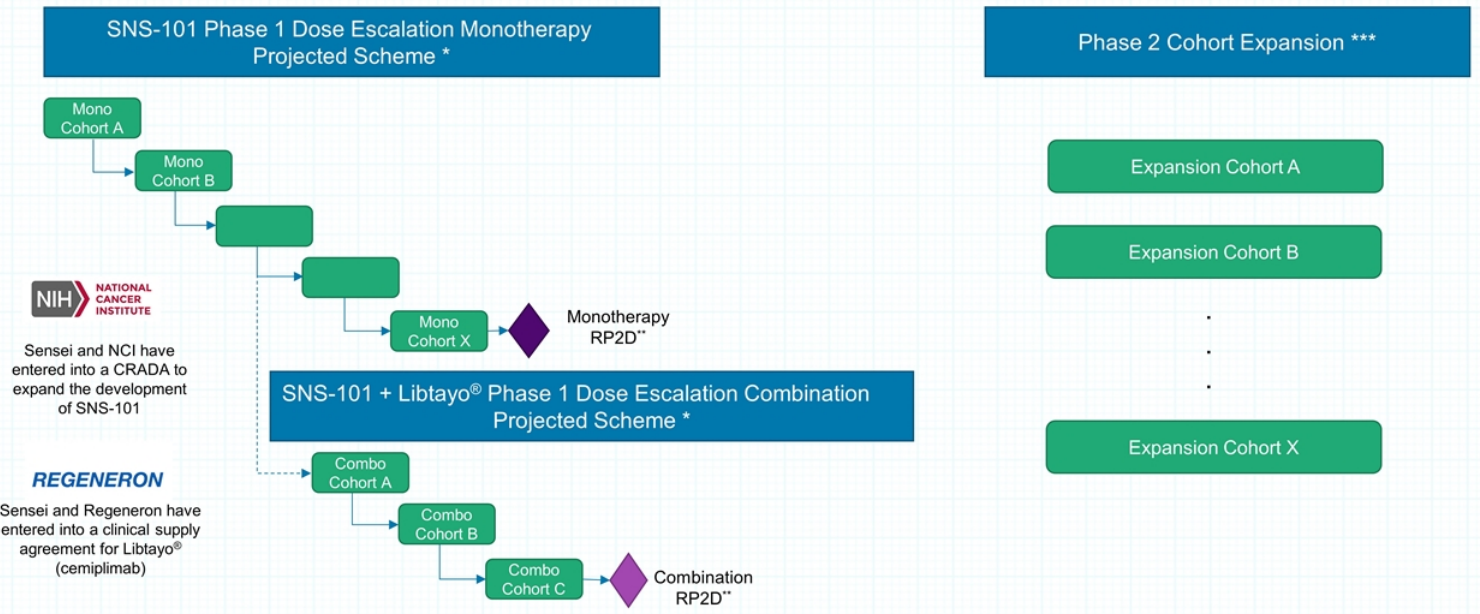 SNS-101 Phase 1 Dose Escalation Monotherapy
Projected Scheme *
Phase 2 Cohort Expansion ***
Mono
Cohort A
Mono
Cohort B
Mono
Cohort X
Monotherapy
RP2D**
Expansion Cohort A
Expansion Cohort B
.
.
.
Expansion Cohort X
NIH
NATIONAL
CANCER
INSTITUTE
Sensei and NCI have
entered into a CRADA to
expand the development
of SNS-101
SNS-101 + Libtayo® Phase 1 Dose Escalation Combination
Projected Scheme *
Combo
Cohort A
Combo
Cohort B
Combo
Cohort C
Combination
RP2D**
REGENERON
Sensei and Regeneron have
entered into a clinical supply
agreement for Libtayo®
(cemiplimab)